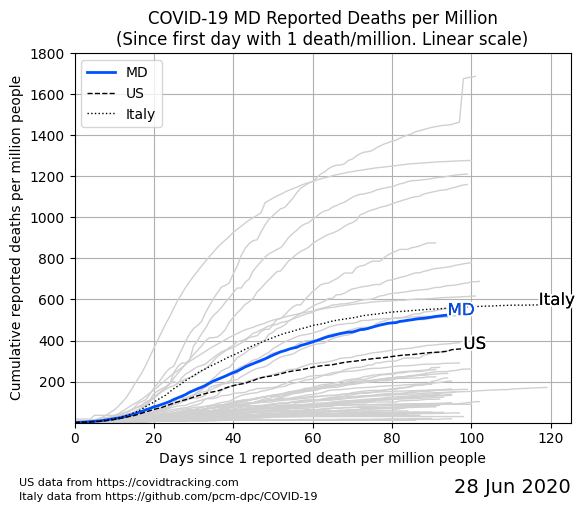 COVID-19 MD Reported Deaths per Million
(Since first day with 1 death/million. Linear scale)
Cumulative reported deaths per million people
1800
1600
1400
1200
1000
800
600
400
200
MD
US
Italy
Italy
MD
US
0
20
40
60
80
100
120
Days since 1 reported death per million people
US data from https://covidtracking.com
Italy data from https://github.com/pcm-dpc/COVID-19
28 Jun 2020